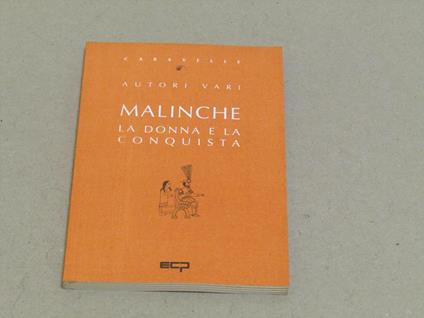 CARAVELLE
AUTORI VARI
MALINCHE
LA DONNA E LA
CONQUISTA
ECP